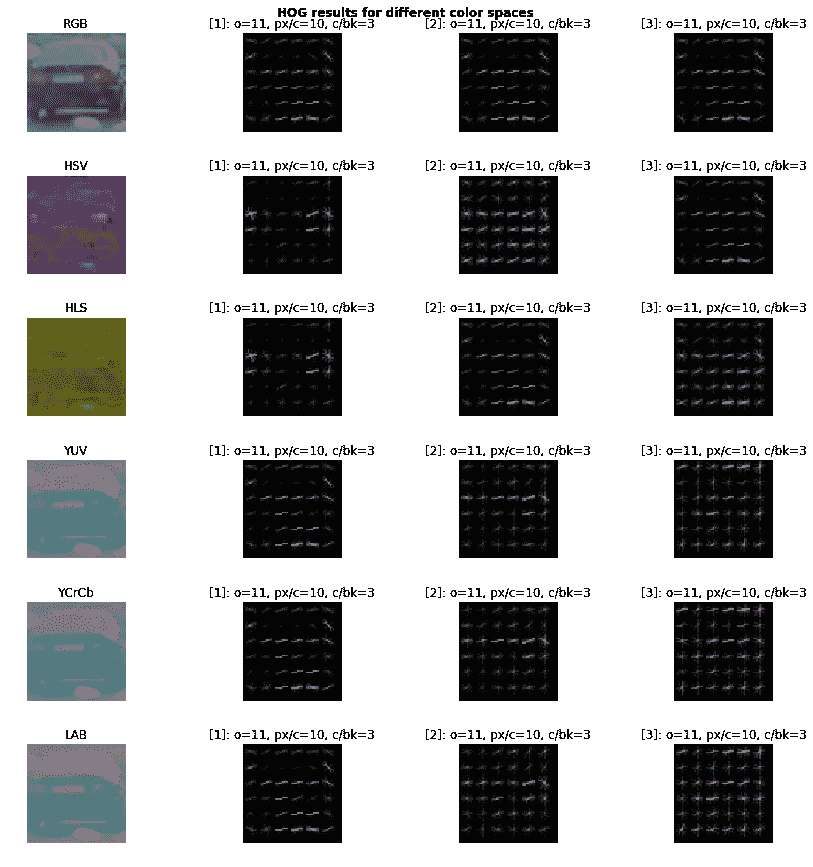 HOG results for different color spaces
RGB
[1]: o=11, px/c=10, c/bk=3
[2]: o=11, px/c=10, c/bk=3
[3]: o=11, px/c=10, c/bk=3
HSV
[1]: o=11, px/c=10, c/bk=3
[2]: o=11, px/c=10, c/bk=3
[3]: o=11, px/c=10, c/bk=3
HLS
[1]: o=11, px/c=10, c/bk=3
[2]: o=11, px/c=10, c/bk=3
[3]: o=11, px/c=10, c/bk=3
YUV
[1]: o=11, px/c=10, c/bk=3
[2]: o=11, px/c=10, c/bk=3
[3]: o=11, px/c=10, c/bk=3
YCrCb
[1]: o=11, px/c=10, c/bk=3
[2]: o=11, px/c=10, c/bk=3
[3]: o=11, px/c=10, c/bk=3
LAB
[1]: o=11, px/c=10, c/bk=3
[2]: o=11, px/c=10, c/bk=3
[3]: o=11, px/c=10, c/bk=3